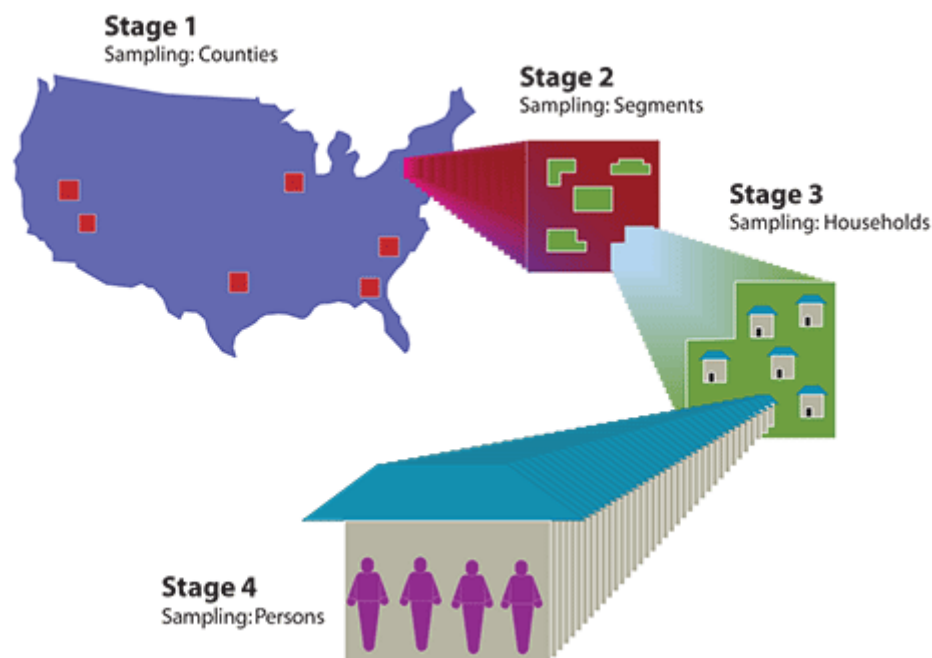 Stage 1
Sampling: Counties
Stage 2
Sampling: Segments
Stage 3
Sampling: Households
Stage 4
Sampling: Persons